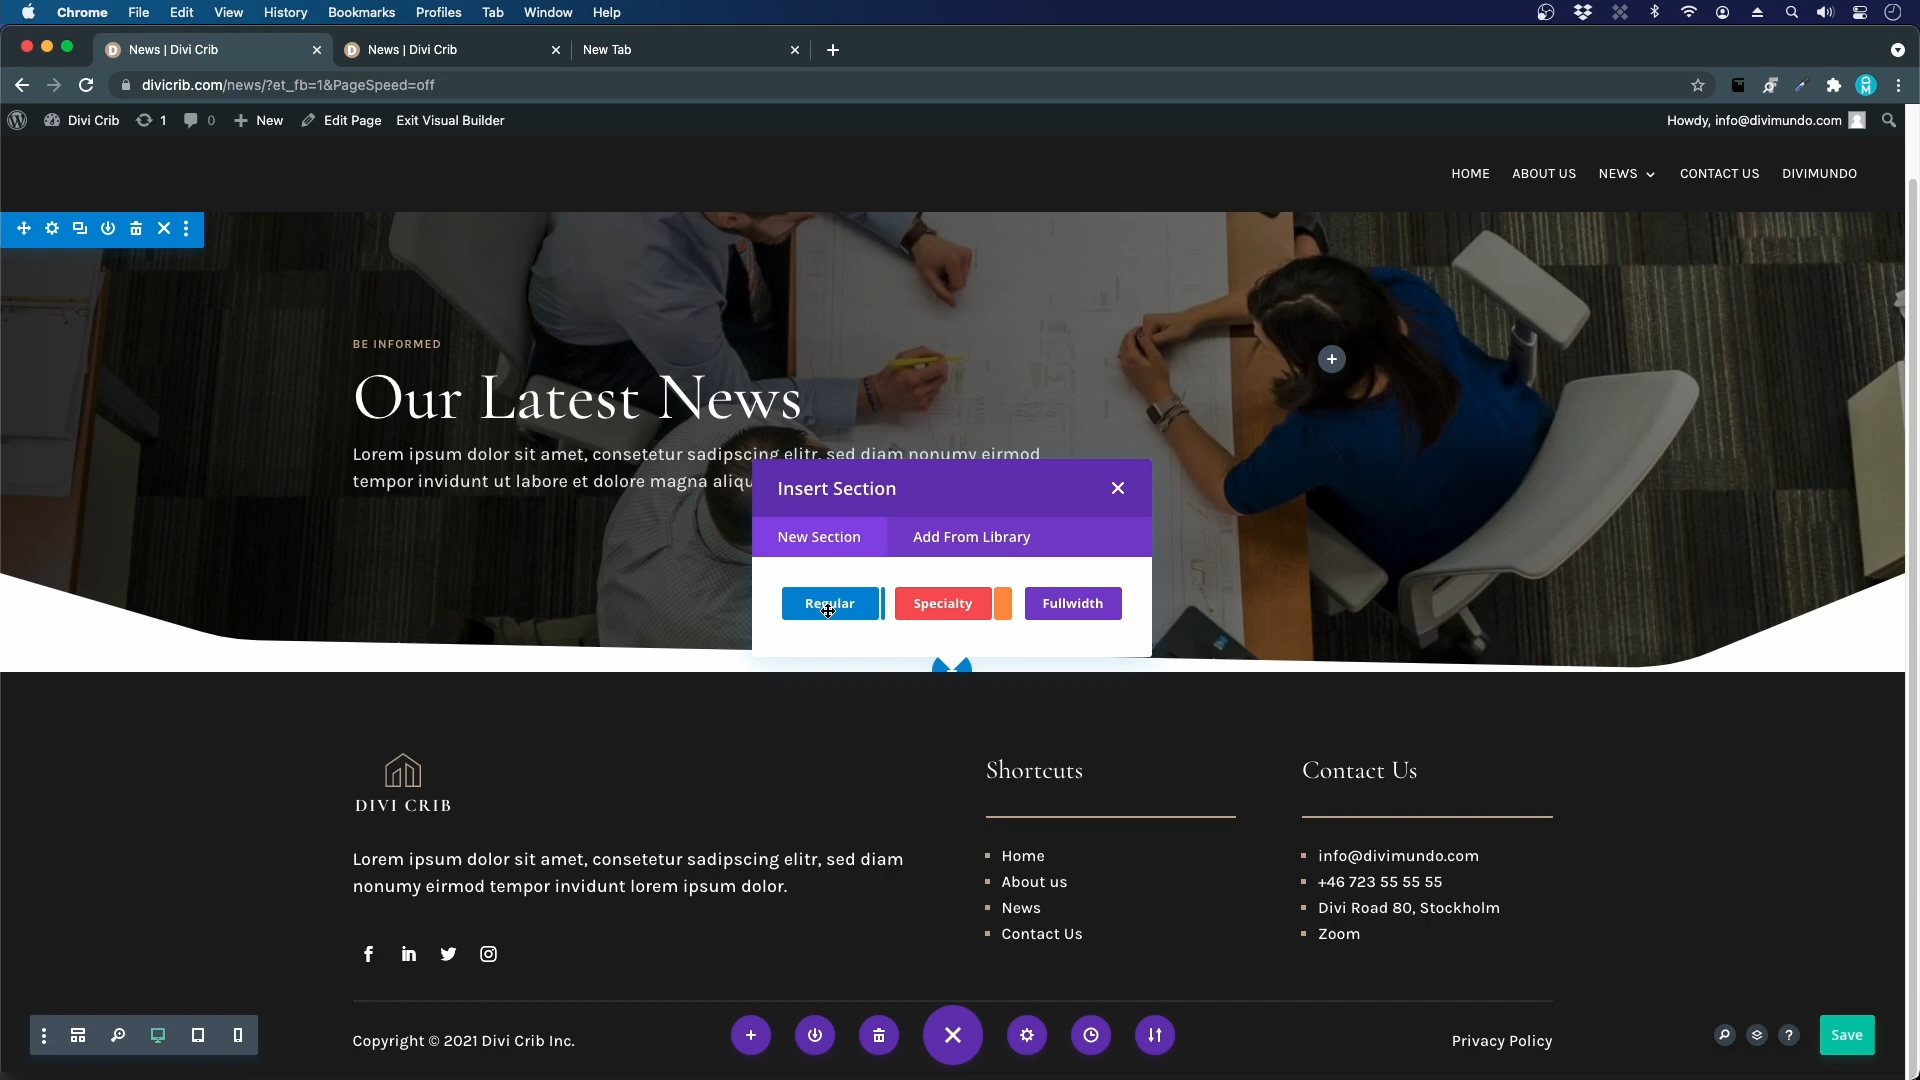 Chrome File Edit View History Bookmarks Profiles Tab Window Help
News | Divi Crib News | Divi Crib New Tab
divicrib.com/news/?et_fb=1&PageSpeed=off
Divi Crib 1 0 New Edit Page Exit Visual Builder Howdy, info@divimundo.com
HOME ABOUT US NEWS CONTACT US DIVIMUNDO
BE INFORMED
Our Latest News
Lorem ipsum dolor sit amet, consetetur sadipscing elitr, sed diam nonumy eirmod
tempor invidunt ut labore et dolore magna aliqu
Insert Section
New Section Add From Library
Regular Specialty Fullwidth
DIVI CRIB
Lorem ipsum dolor sit amet, consetetur sadipscing elitr, sed diam
nonumy eirmod tempor invidunt lorem ipsum dolor.
Shortcuts
Home
About us
News
Contact Us
Contact Us
info@divimundo.com
+46 723 55 55 55
Divi Road 80, Stockholm
Zoom
Copyright © 2021 Divi Crib Inc.
Privacy Policy
Save